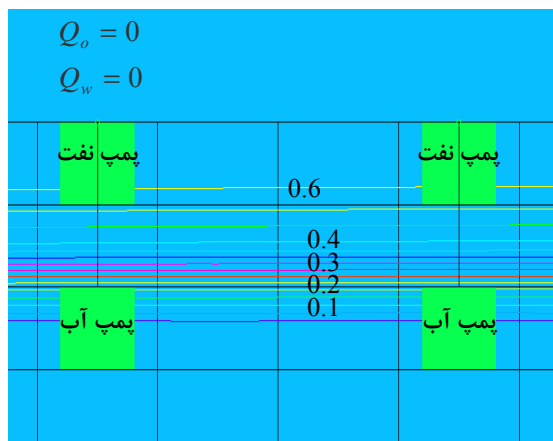 Q_o = 0
Q_w = 0
پمپ نفت
پمپ نفت
0.6
0.4
0.3
0.2
0.1
پمپ آب
پمپ آب